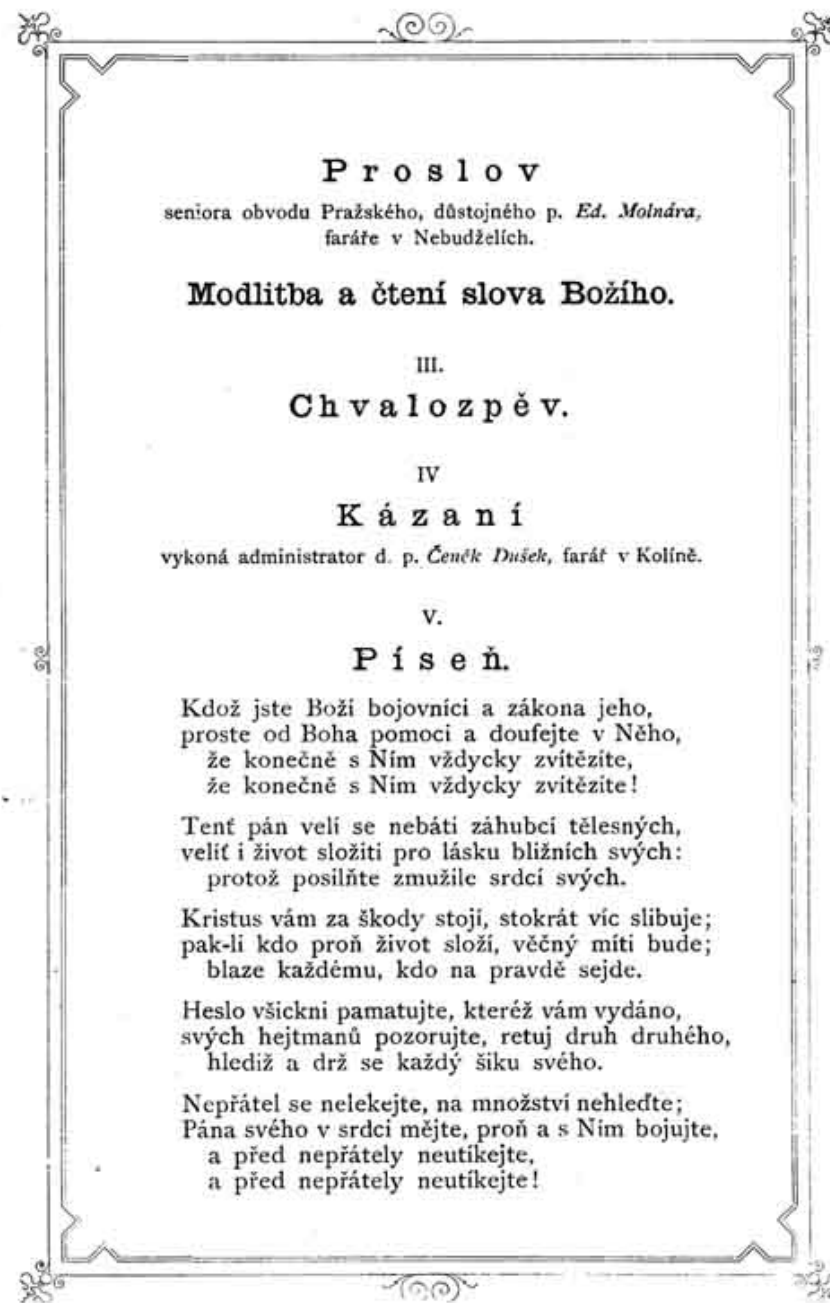 Proslov
seniora obvodu Pražského, důstojného p. Ed. Molnára,
faráře v Nebudželích.
Modlitba a čtení slova Božího.
III.
Chvalozpěv.
IV
Kázaní
vykoná administrator d. p. Čeněk Dušek, farář v Kolíně.
V.
Píseň.
Kdož jste Boží bojovníci a zákona jeho,
proste od Boha pomoci a doufejte v Něho,
že konečně s Ním vždycky zvítězíte,
že konečně s Ním vždycky zvítězíte!
Tenť pán velí se nebáti záhubcí tělesných,
velíť i život složiti pro lásku bližních svých:
protož posilňte zmužile srdcí svých.
Kristus vám za škody stojí, stokrát víc slibuje;
pak-li kdo proň život složí, věčný míti bude;
blaze každému, kdo na pravdě sejde.
Heslo všickni pamatujte, kteréž vám vydáno,
svých hejtmanů pozorujte, retuj druh druhého,
hlediž a drž se každý šiku svého.
Nepřátel se nelekejte, na množství nehleďte;
Pána svého v srdci mějte, proň a s Ním bojujte,
a před nepřátely neutíkejte,
a před nepřátely neutíkejte!